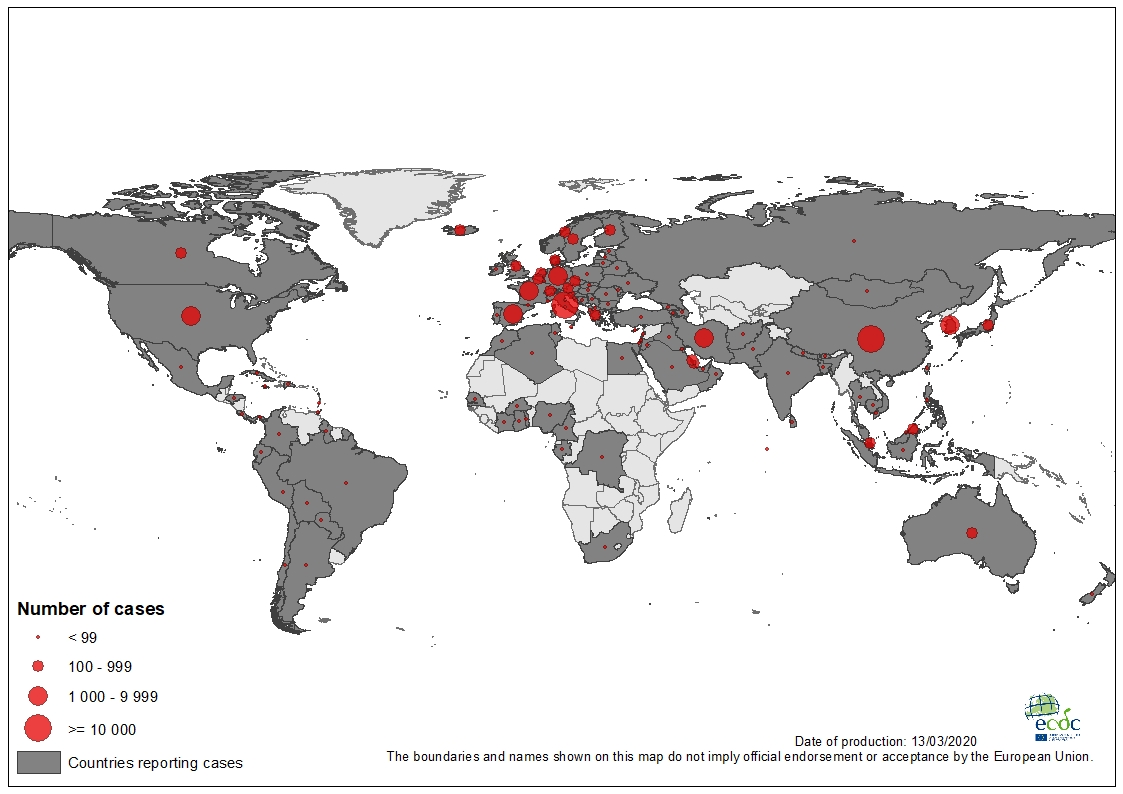 Number of cases
< 99
100 - 999
1 000 - 9 999
>= 10 000
Countries reporting cases
ecdc
Date of production: 13/03/2020
The boundaries and names shown on this map do not imply official endorsement or acceptance by the European Union.